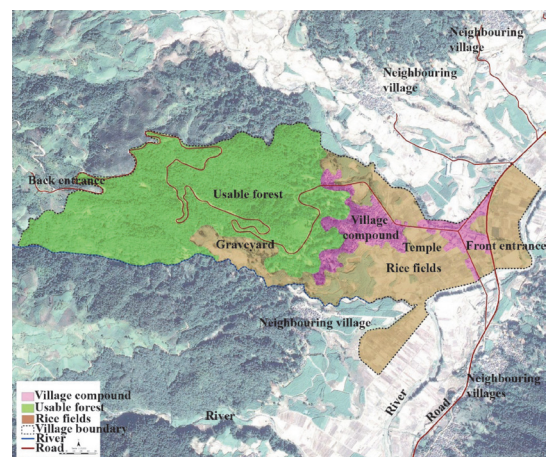 Neighbouring
village
Neighbouring
village
Back entrance
Usable forest
Village
compound
Graveyard
Temple
Front entrance
Rice fields
Neighbouring village
Neighbouring
villages
River
Road
River
Village compound
Usable forest
Rice fields
Village boundary
River
Road